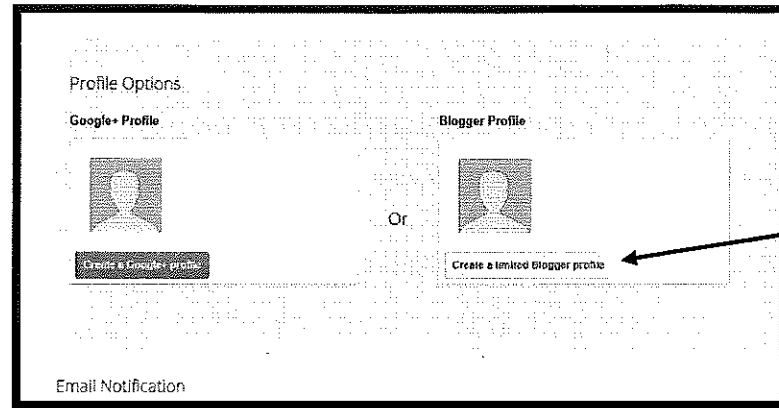 Profile Options
Google+ Profile
Blogger Profile
Or
Create a Google+ profile
Create a limited Blogger profile
Email Notification